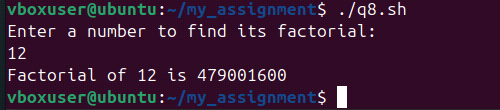 vboxuser@ubuntu:~/my_assignment$ ./q8.sh
Enter a number to find its factorial:
12
Factorial of 12 is 479001600
vboxuser@ubuntu:~/my_assignment$